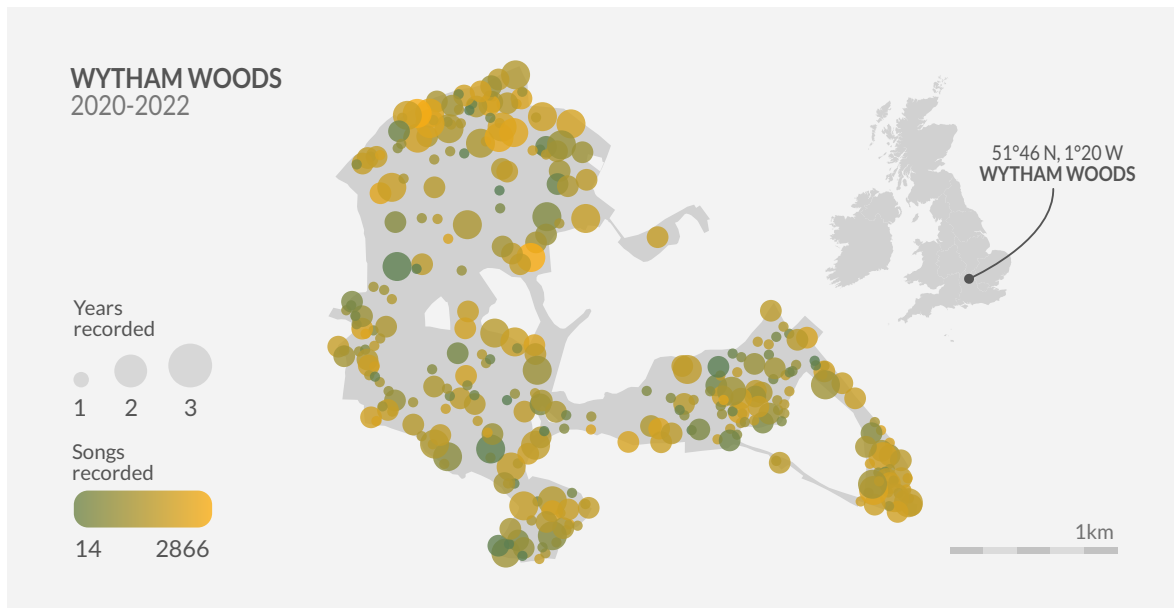 WYTHAM WOODS
2020-2022
51°46 N, 1°20 W
WYTHAM WOODS
Years
recorded
1 2 3
Songs
recorded
14 2866
1km